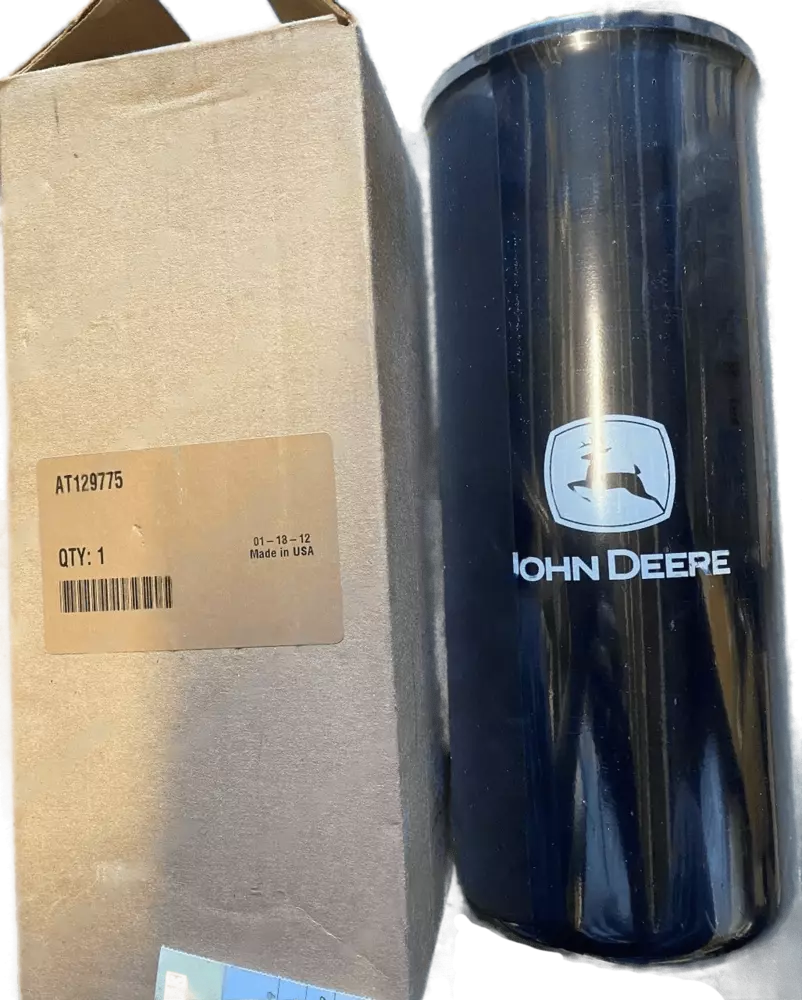 AT129775
QTY: 1
01-18-12
Made in USA
JOHN DEERE